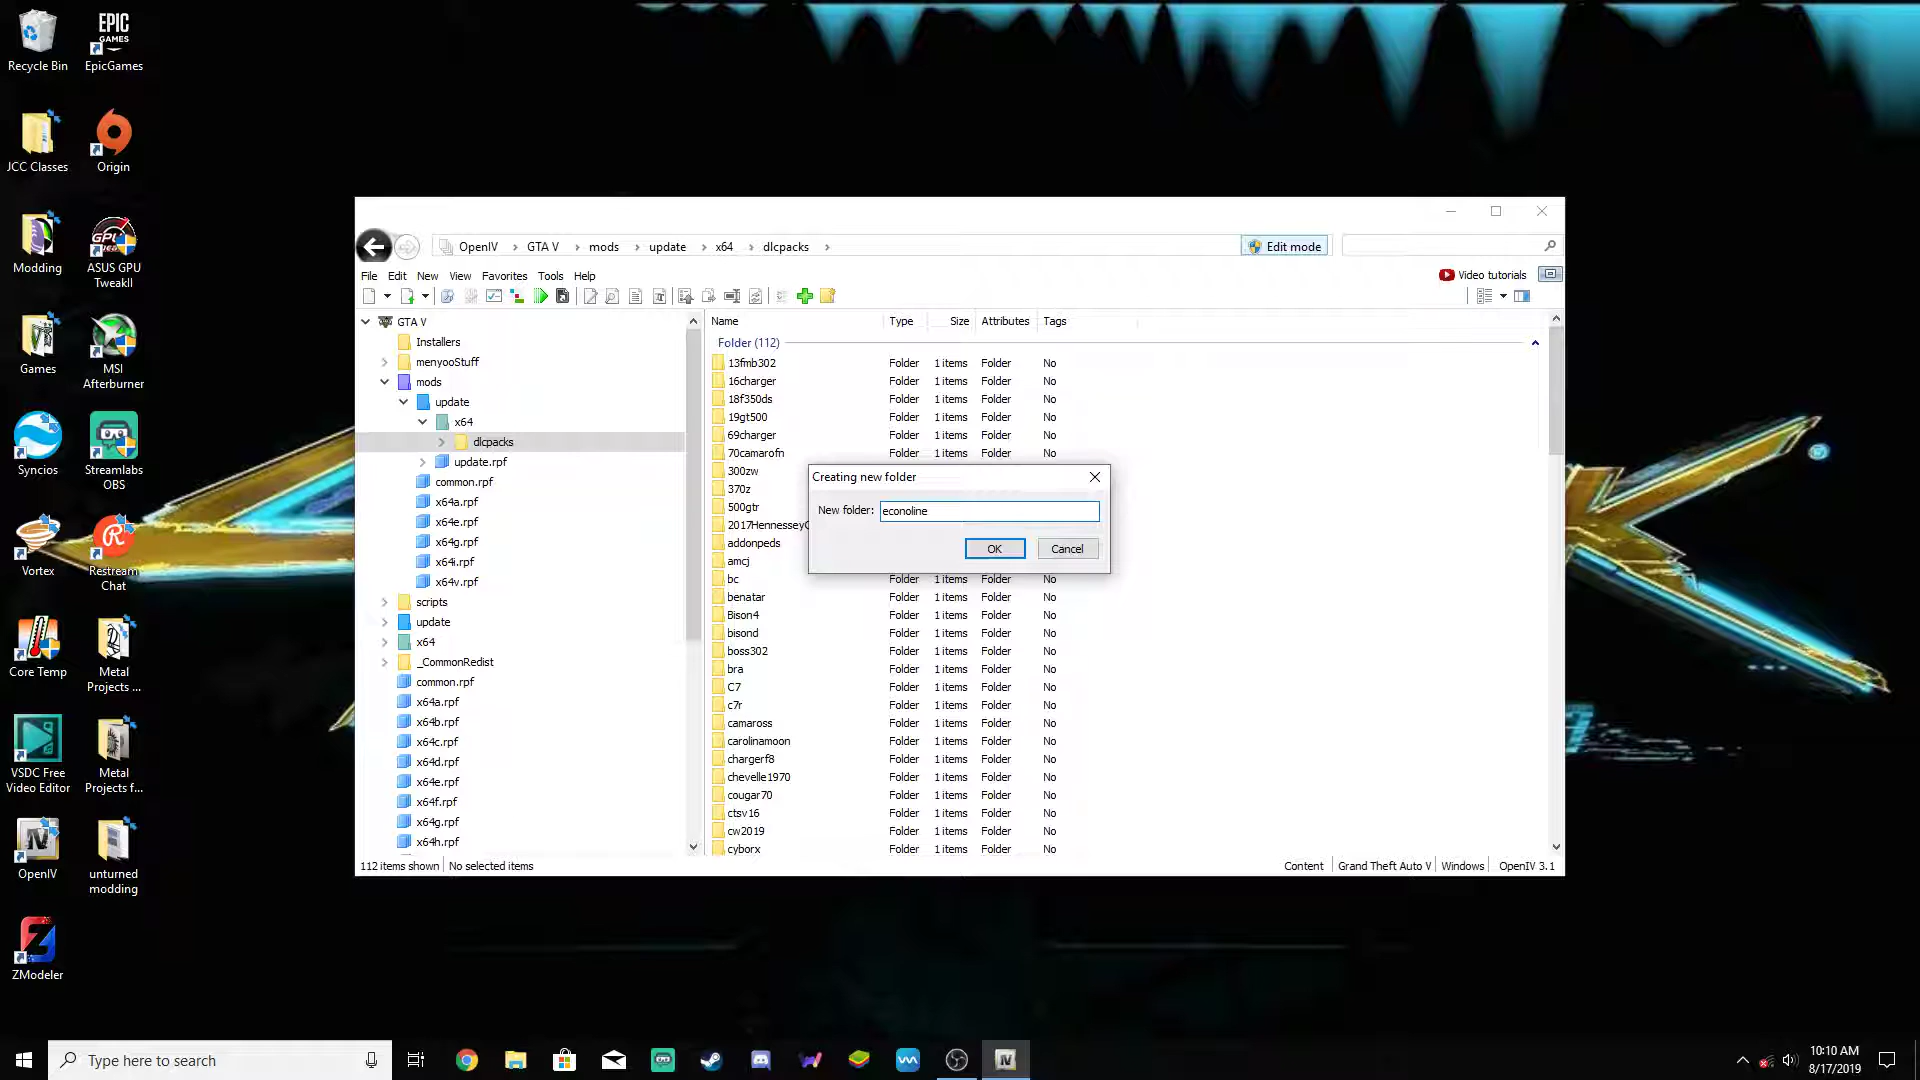 Recycle Bin
EPIC
GAMES
EpicGames
JCC Classes
Origin
Modding
GPU
ASUS GPU
TweakII
Games
MSI
Afterburner
Syncios
Streamlabs
OBS
Vortex
Restream
Chat
Core Temp
Metal
Projects ...
VSDC Free
Video Editor
Metal
Projects f...
OpenIV
unturned
modding
ZModeler
OpenIV > GTA V > mods > update > x64 > dlcpacks >
Edit mode
File Edit New View Favorites Tools Help
Video tutorials
GTA V
Installers
menyooStuff
mods
update
x64
dlcpacks
update.rpf
common.rpf
x64a.rpf
x64e.rpf
x64g.rpf
x64i.rpf
x64v.rpf
scripts
update
x64
_CommonRedist
common.rpf
x64a.rpf
x64b.rpf
x64c.rpf
x64d.rpf
x64e.rpf
x64f.rpf
x64g.rpf
x64h.rpf
Name Type Size Attributes Tags
Folder (112)
13fmb302 Folder 1 items Folder No
16charger Folder 1 items Folder No
18f350ds Folder 1 items Folder No
19gt500 Folder 1 items Folder No
69charger Folder 1 items Folder No
70camarofn Folder 1 items Folder No
300zw
370z
500gtr
2017Hennessey
addonpeds
amcj
Creating new folder
New folder: econoline
OK Cancel
bc Folder 1 items Folder No
benatar Folder 1 items Folder No
Bison4 Folder 1 items Folder No
bisond Folder 1 items Folder No
boss302 Folder 1 items Folder No
bra Folder 1 items Folder No
C7 Folder 1 items Folder No
c7r Folder 1 items Folder No
camaross Folder 1 items Folder No
carolinamoon Folder 1 items Folder No
chargerf8 Folder 1 items Folder No
chevelle1970 Folder 1 items Folder No
cougar70 Folder 1 items Folder No
ctsv16 Folder 1 items Folder No
cw2019 Folder 1 items Folder No
cyborx Folder 1 items Folder No
112 items shown No selected items
Content Grand Theft Auto V Windows OpenIV 3.1
Type here to search
10:10 AM
8/17/2019